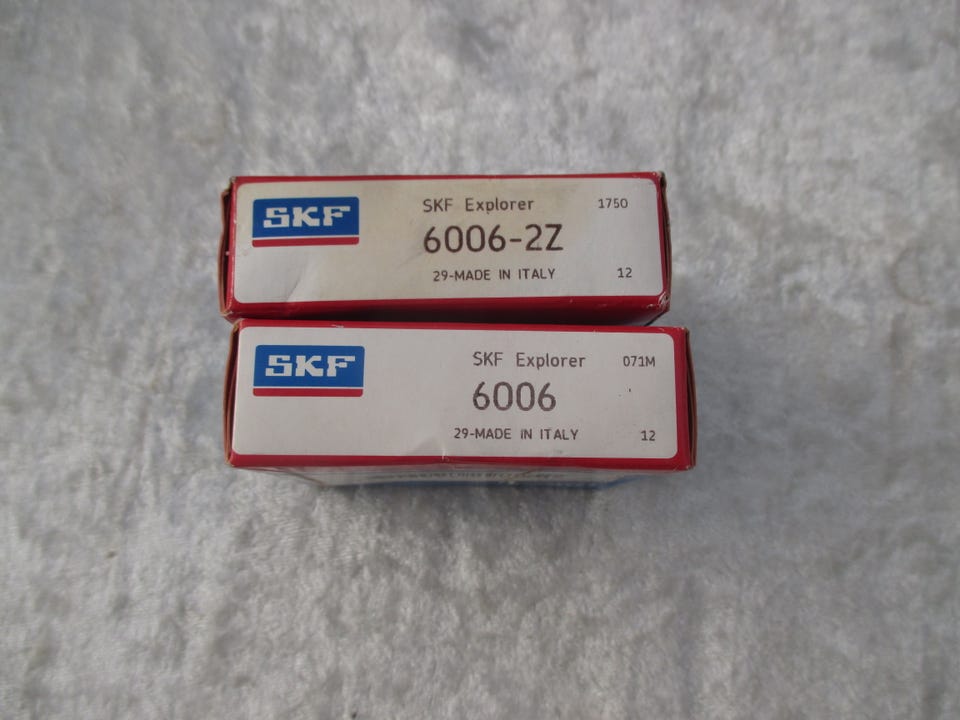 SKF
SKF Explorer 1750
6006-2Z
29-MADE IN ITALY 12
SKF
SKF Explorer 071M
6006
29-MADE IN ITALY 12